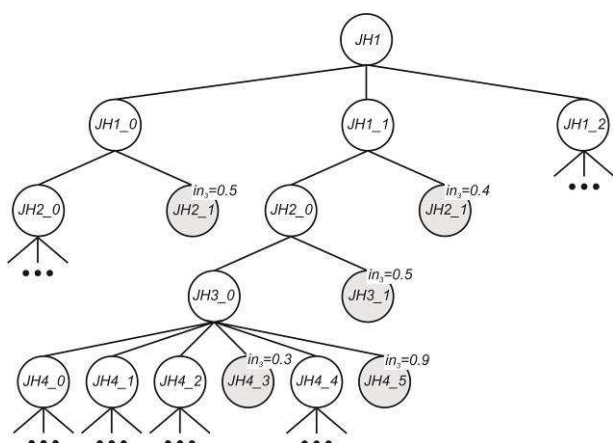 JH1
JH1_0 JH1_1 JH1_2
in₃=0.5 in₃=0.4
JH2_0 JH2_1 JH2_0 JH2_1
in₃=0.5
JH3_0 JH3_1
in₃=0.3 in₃=0.9
JH4_0 JH4_1 JH4_2 JH4_3 JH4_4 JH4_5